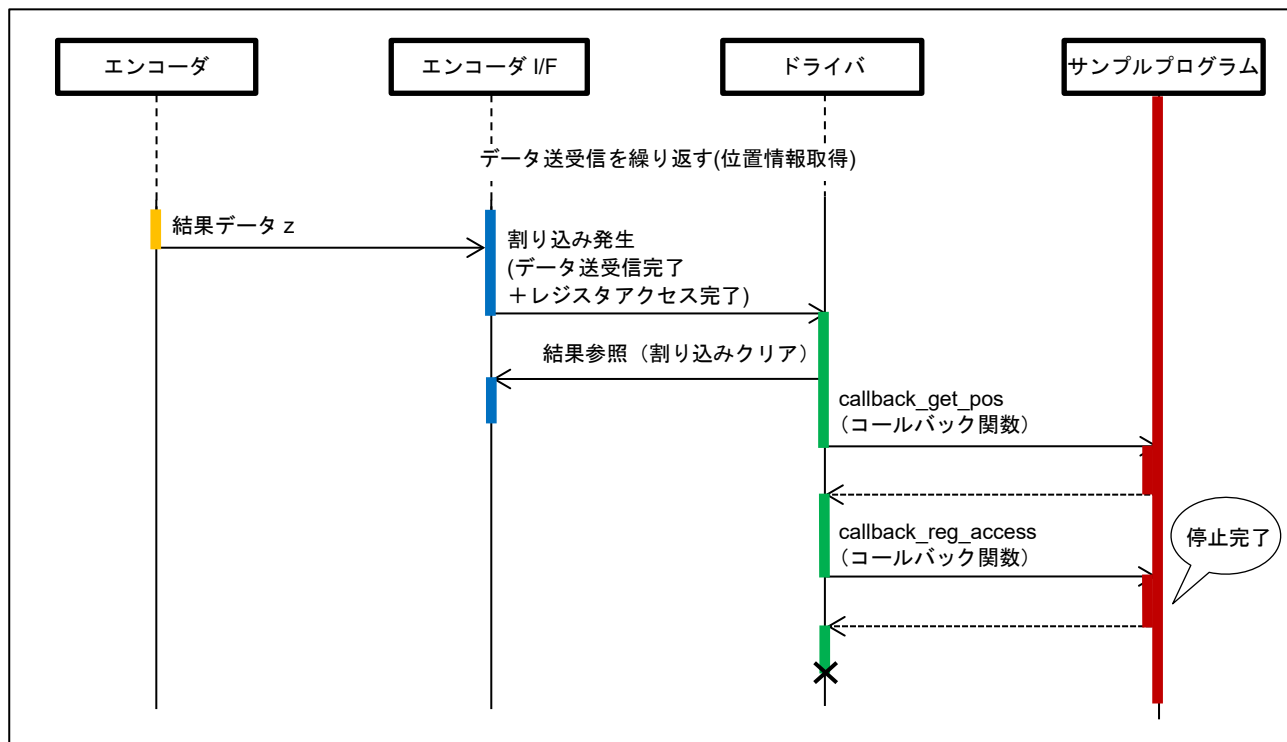 エンコーダ
エンコーダ I/F
ドライバ
サンプルプログラム
データ送受信を繰り返す(位置情報取得)
結果データ z
割り込み発生
(データ送受信完了
＋レジスタアクセス完了)
結果参照（割り込みクリア）
callback_get_pos
（コールバック関数）
callback_reg_access
（コールバック関数）
停止完了